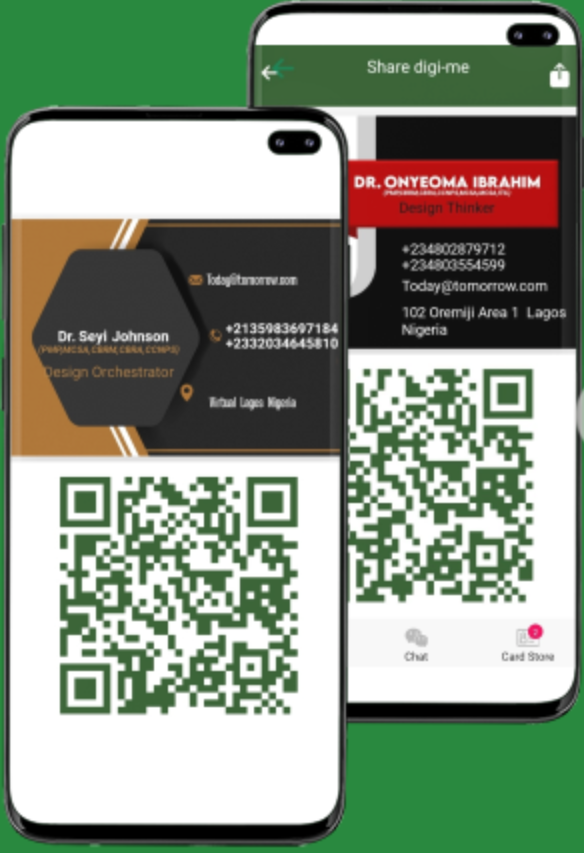 Share digi-me
DR. ONYEOMA IBRAHIM
Design Thinker
+234802879712
+234803554599
Today@tomorrow.com
102 Oremiji Area 1 Lagos
Nigeria
Chat
2
Card Store
Today@tomorrow.com
+2135983697184
+2332034645810
Dr. Seyi Johnson
(PMP,MCSA,CBRM,CBRA,CCNPS)
Design Orchestrator
Virtual Lagos Nigeria